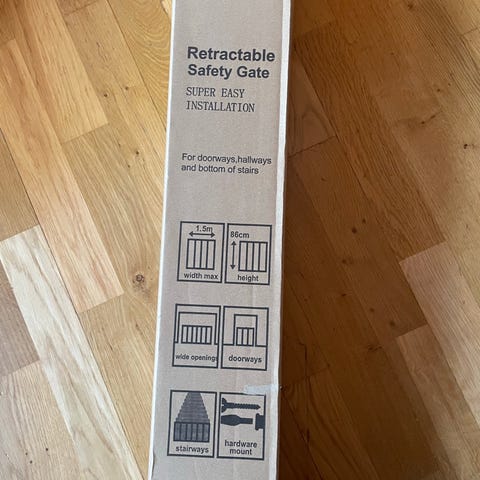 Retractable
Safety Gate
SUPER EASY
INSTALLATION
For doorways,hallways
and bottom of stairs
1.5m
width max
86cm
height
wide openings
doorways
stairways
hardware
mount